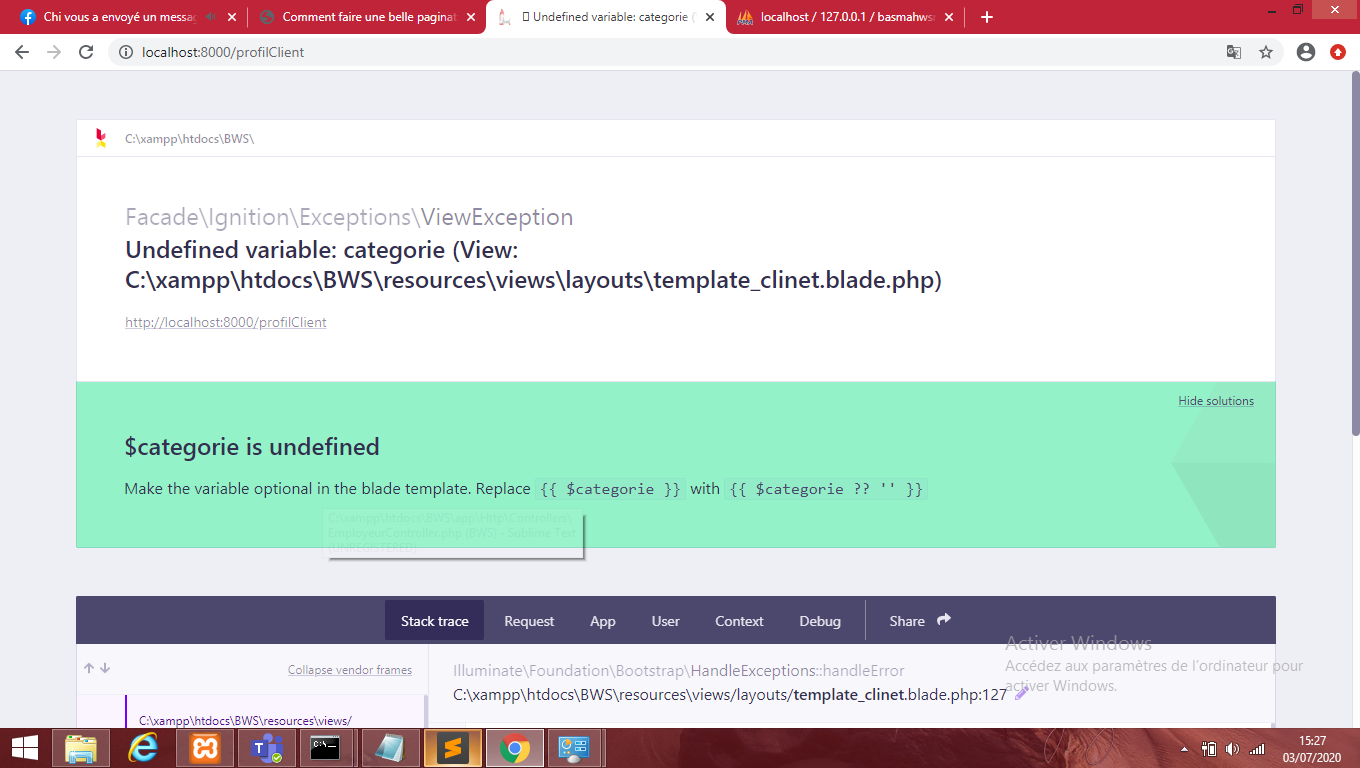 Chi vous a envoyé un messag
Comment faire une belle paginat
Undefined variable: categorie (
localhost / 127.0.0.1 / basmahws
localhost:8000/profilClient
C:\xampp\htdocs\BWS\
Facade\Ignition\Exceptions\ViewException
Undefined variable: categorie (View:
C:\xampp\htdocs\BWS\resources\views\layouts\template_clinet.blade.php)
http://localhost:8000/profilClient
Hide solutions
$categorie is undefined
Make the variable optional in the blade template. Replace {{ $categorie }} with {{ $categorie ?? '' }}
C:\xampp\htdocs\BWS\app\Http\Controllers\
EmployeurController.php (BWS) - Sublime Text
(UNREGISTERED)
Stack trace Request App User Context Debug Share
Collapse vendor frames
Illuminate\Foundation\Bootstrap\HandleExceptions::handleError
C:\xampp\htdocs\BWS\resources\views/layouts/template_clinet.blade.php:127
C:\xampp\htdocs\BWS\resources\views/
Activer Windows
Accédez aux paramètres de l'ordinateur pour
activer Windows.
15:27
03/07/2020